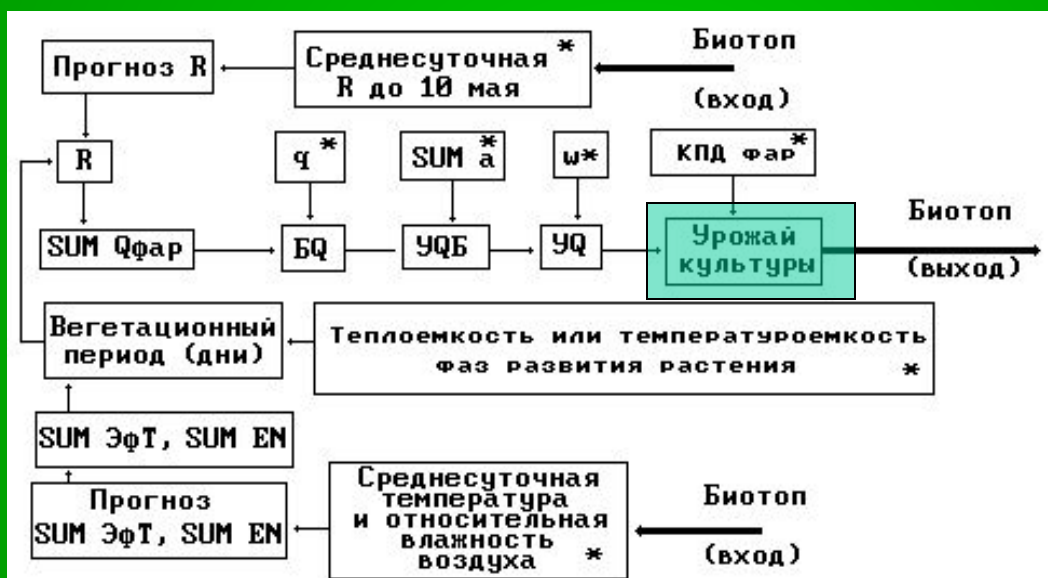 Биотоп
(вход)
Среднесуточная *
R до 10 мая
Прогноз R
R
q *
SUM a *
w*
КПД фар*
SUM Qфар
БQ
УQБ
УQ
Урожай
культуры
Биотоп
(выход)
Вегетационный
период (дни)
Теплоемкость или температуроемкость
фаз развития растения *
SUM ЭфТ, SUM EN
Прогноз
SUM ЭфТ, SUM EN
Среднесуточная
температура
и относительная
влажность
воздуха *
Биотоп
(вход)